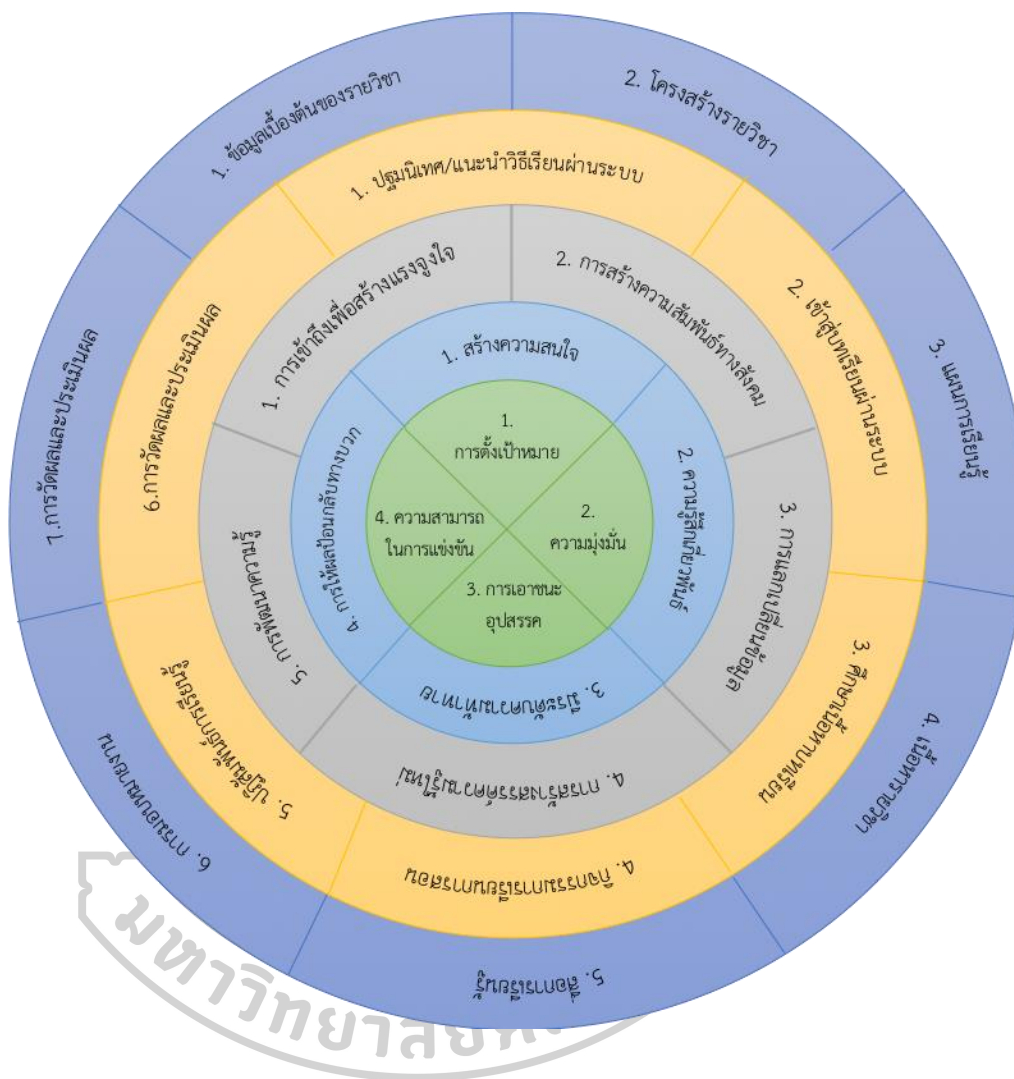 1. ข้อมูลเบื้องต้นของรายวิชา
2. โครงสร้างรายวิชา
3. แผนการเรียนรู้
4. เนื้อหารายวิชา
5. สื่อการเรียนรู้
6. การมอบหมายงาน
7.การวัดผลและประเมินผล
1. ปฐมนิเทศ/แนะนำวิธีเรียนผ่านระบบ
2. เข้าสู่บทเรียนผ่านระบบ
3. ศึกษาเนื้อหาบทเรียน
4. กิจกรรมการเรียนการสอน
5. ปฏิสัมพันธ์การเรียนรู้
6.การวัดผลและประเมินผล
1. การเข้าถึงเพื่อสร้างแรงจูงใจ
2. การสร้างความสัมพันธ์ทางสังคม
3. การแลกเปลี่ยนข้อมูล
4. การสร้างสรรค์ความรู้ใหม่
5. การพัฒนาความรู้
1. สร้างความสนใจ
2. ความรู้สึกเกี่ยวพันธ์
3. มีระดับความท้าทาย
4. การให้ผลป้อนกลับทางบวก
1.
การตั้งเป้าหมาย
2.
ความมุ่งมั่น
3. การเอาชนะ
อุปสรรค
4. ความสามารถ
ในการแข่งขัน